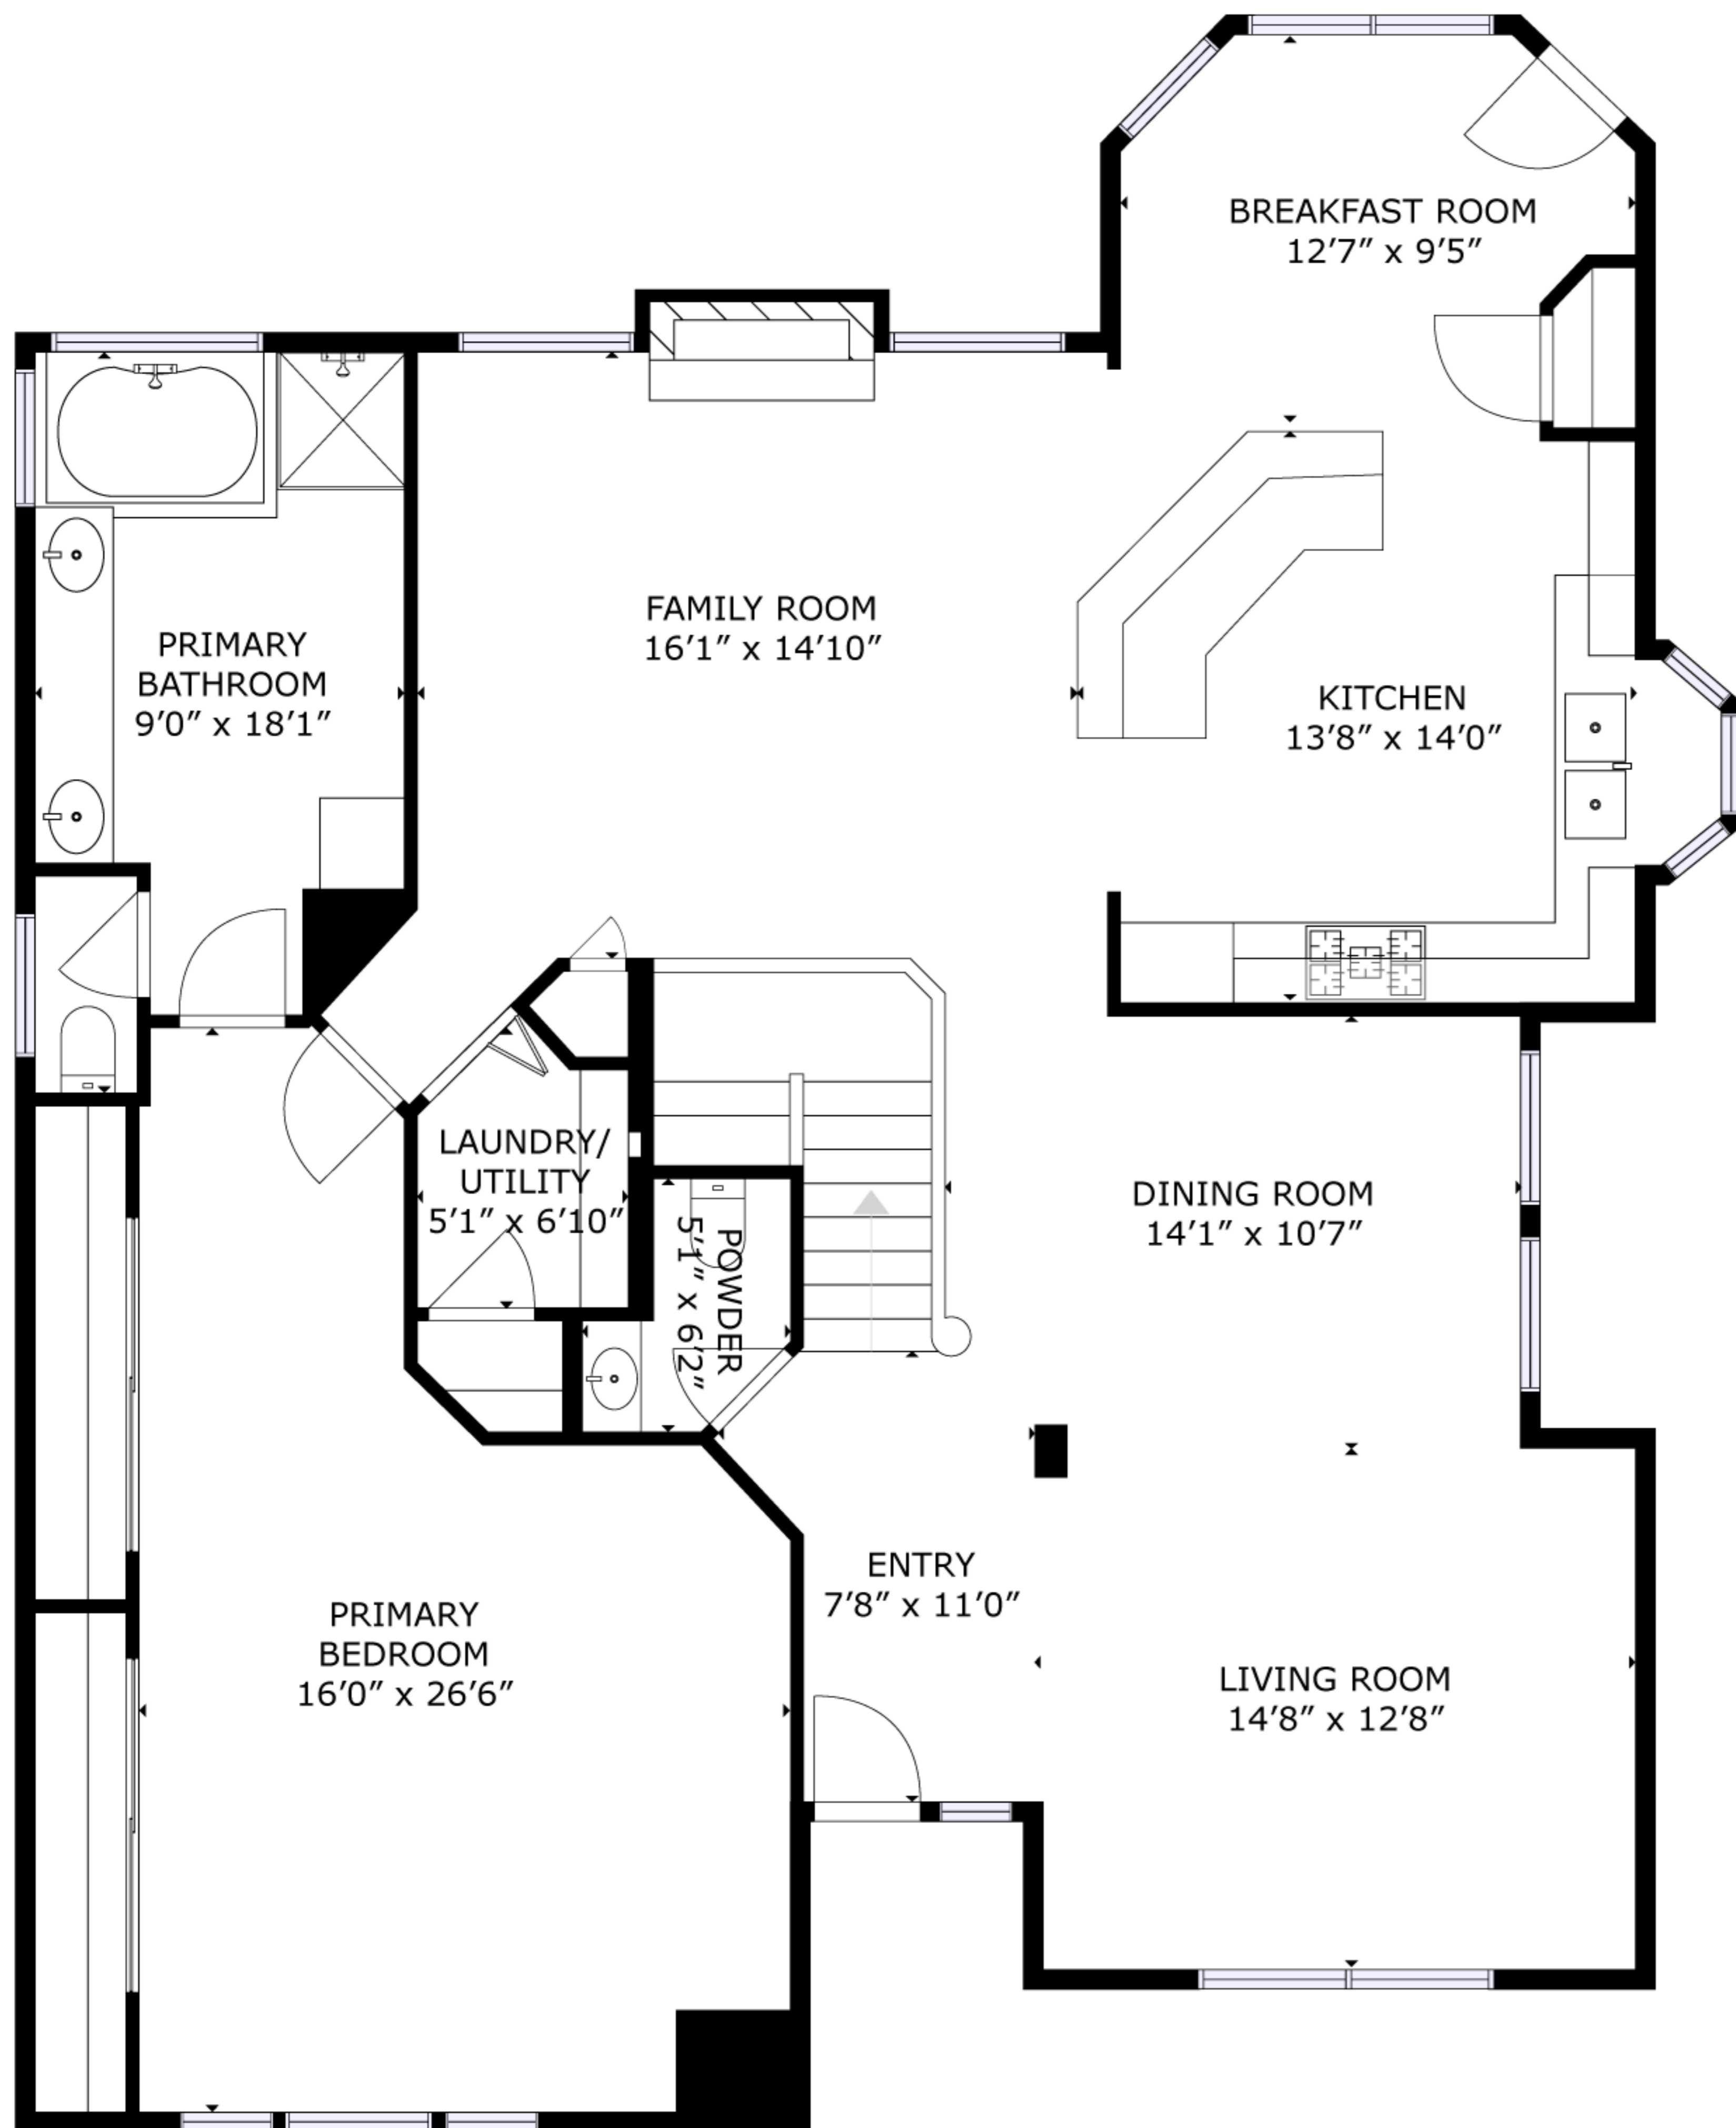 BREAKFAST ROOM
12’7” x 9’5”
FAMILY ROOM
16’1” x 14’10”
PRIMARY
BATHROOM
9’0” x 18’1”
KITCHEN
13’8” x 14’0”
LAUNDRY/
UTILITY
5’1” x 6’10”
POWDER
5’1” x 6’2”
DINING ROOM
14’1” x 10’7”
ENTRY
7’8” x 11’0”
PRIMARY
BEDROOM
16’0” x 26’6”
LIVING ROOM
14’8” x 12’8”